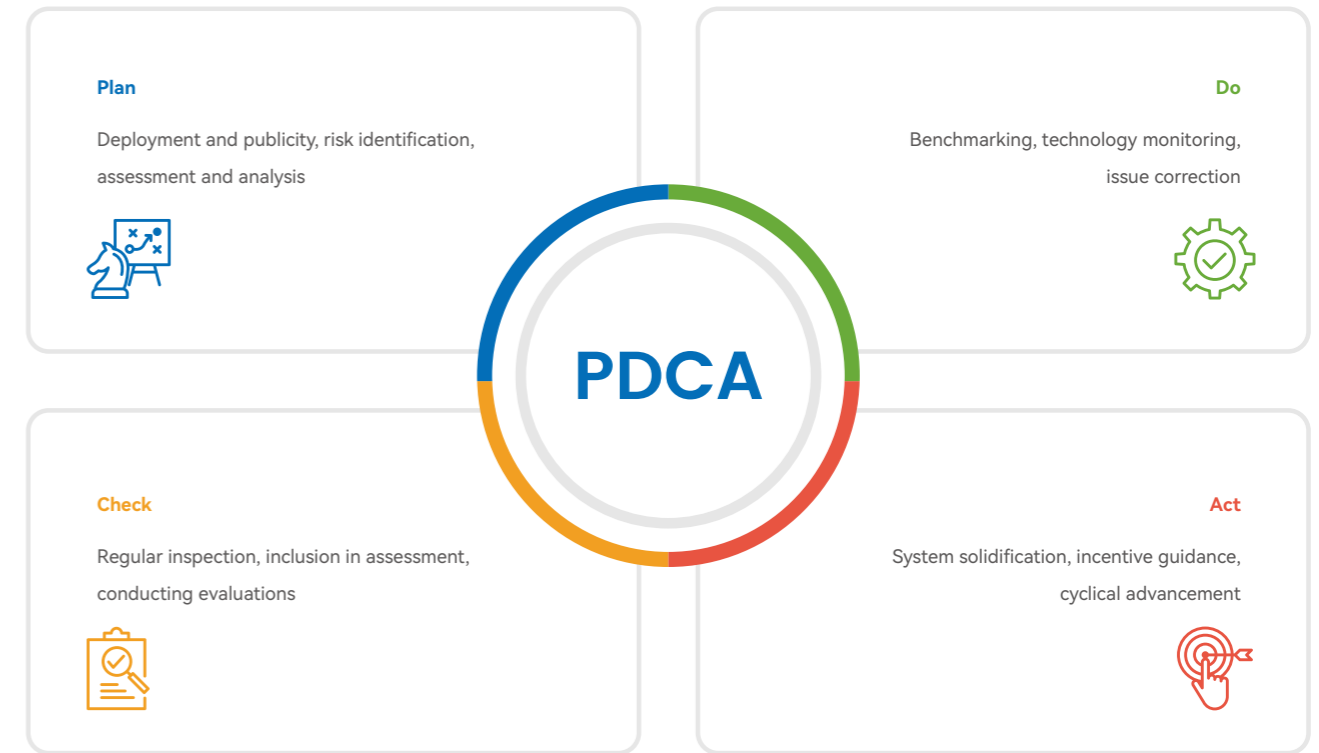 Plan
Deployment and publicity, risk identification,
assessment and analysis
Do
Benchmarking, technology monitoring,
issue correction
PDCA
Check
Regular inspection, inclusion in assessment,
conducting evaluations
Act
System solidification, incentive guidance,
cyclical advancement